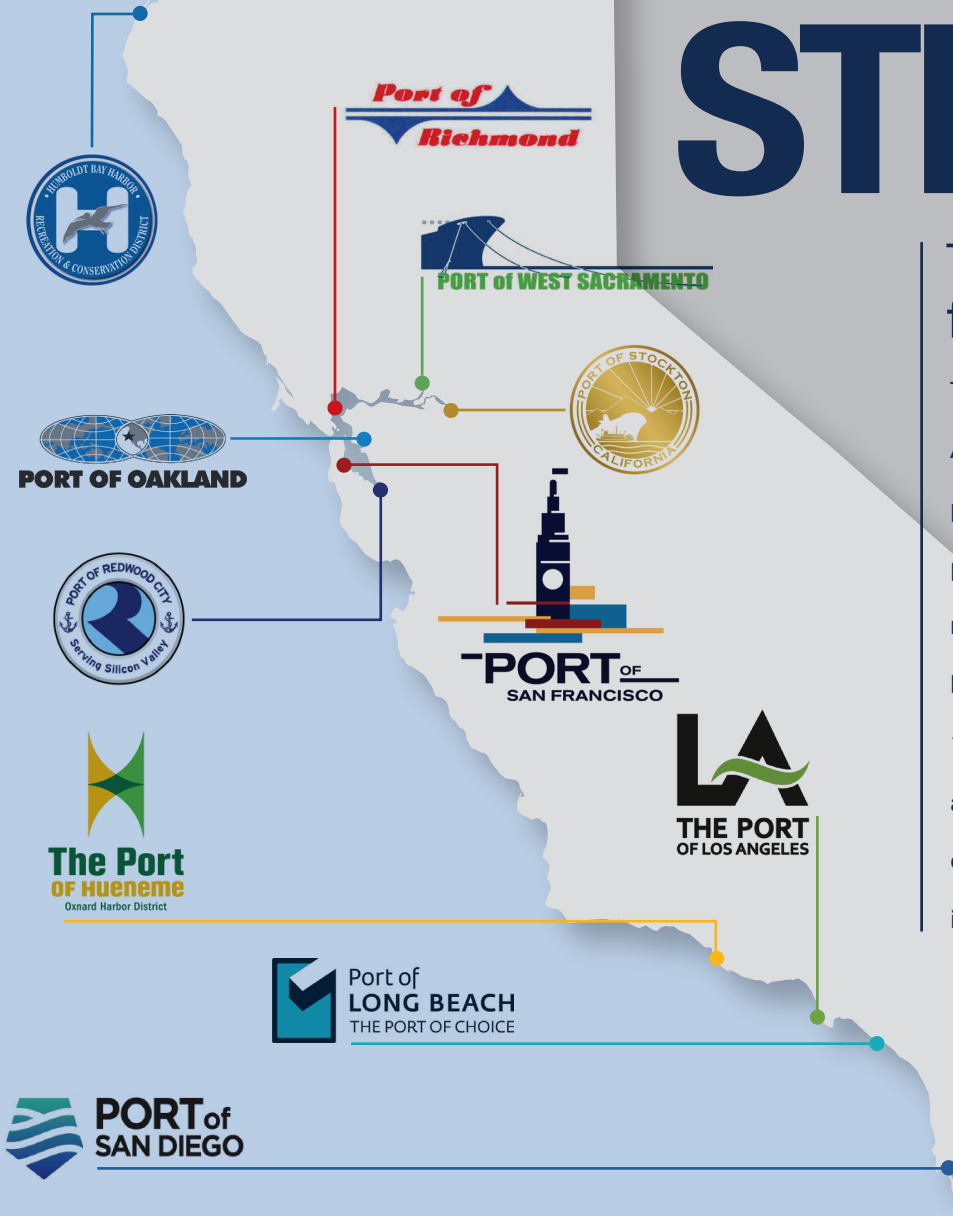 ST
Port of
Richmond
HUMBOLDT BAY HARBOR
RECREATION & CONSERVATION DISTRICT
H
PORT of WEST SACRAMENTO
PORT OF STOCKTON
CALIFORNIA
PORT OF OAKLAND
PORT OF REDWOOD CITY
Serving Silicon Valley
PORT OF
SAN FRANCISCO
LA
THE PORT
OF LOS ANGELES
The Port
OF HUENEME
Oxnard Harbor District
Port of
LONG BEACH
THE PORT OF CHOICE
PORT of
SAN DIEGO